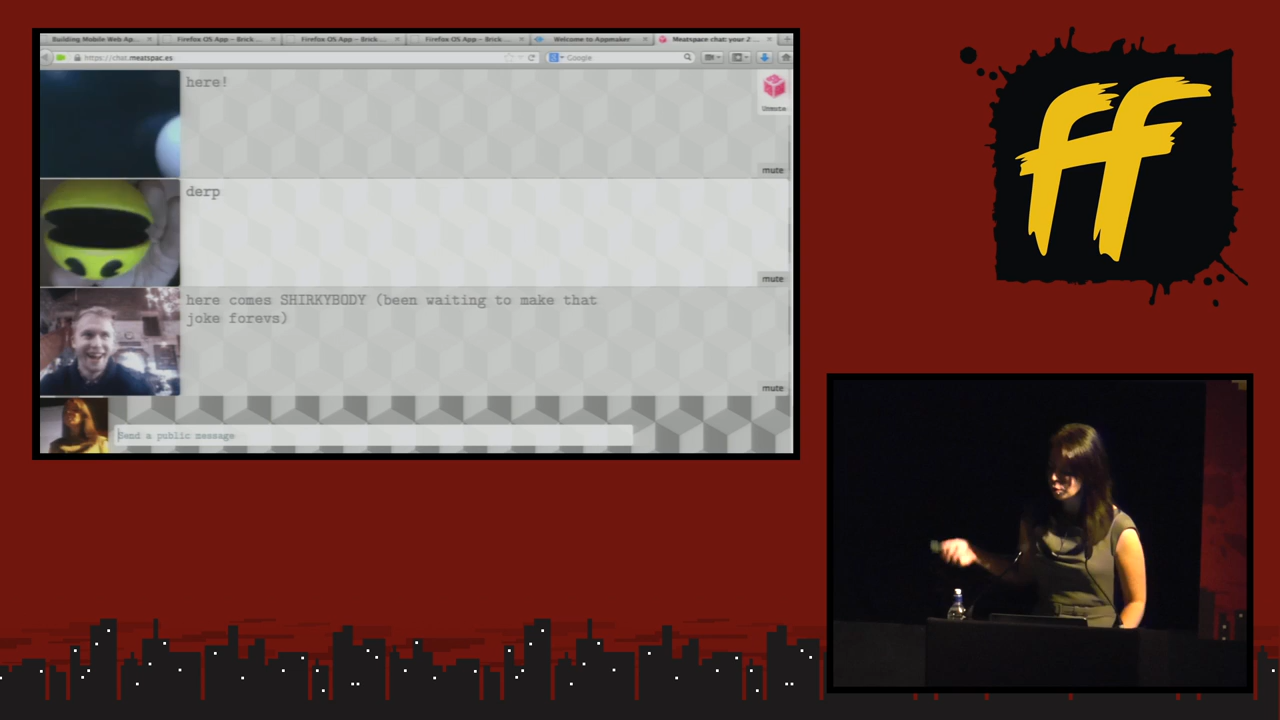 Building Mobile Web Ap...
Firefox OS App – Brick ...
Firefox OS App – Brick ...
Firefox OS App – Brick ...
Welcome to Appmaker
Meatspace chat: your 2 ...
https://chat.meatspac.es
Google
here!
mute
derp
mute
here comes SHIRKYBODY (been waiting to make that
joke forevs)
mute
Send a public message
ff